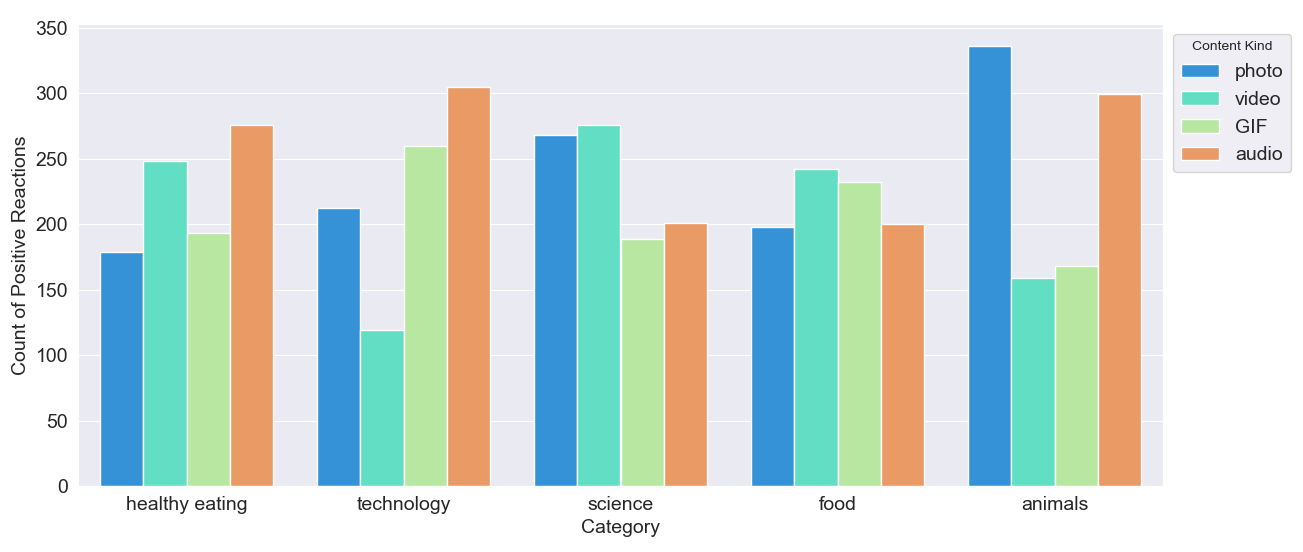 350
300
250
200
150
100
50
0
Count of Positive Reactions
healthy eating
technology
science
food
animals
Category
Content Kind
photo
video
GIF
audio